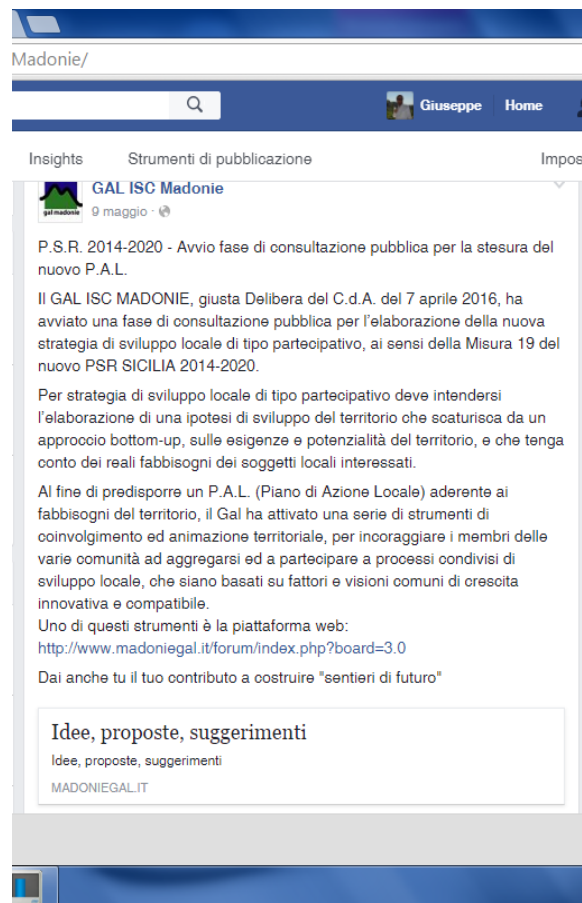 Madonie/
Giuseppe Home
Insights Strumenti di pubblicazione Impos
GAL ISC Madonie
gal madonie
9 maggio ·
P.S.R. 2014-2020 - Avvio fase di consultazione pubblica per la stesura del
nuovo P.A.L.
Il GAL ISC MADONIE, giusta Delibera del C.d.A. del 7 aprile 2016, ha
avviato una fase di consultazione pubblica per l'elaborazione della nuova
strategia di sviluppo locale di tipo partecipativo, ai sensi della Misura 19 del
nuovo PSR SICILIA 2014-2020.
Per strategia di sviluppo locale di tipo partecipativo deve intendersi
l'elaborazione di una ipotesi di sviluppo del territorio che scaturisca da un
approccio bottom-up, sulle esigenze e potenzialità del territorio, e che tenga
conto dei reali fabbisogni dei soggetti locali interessati.
Al fine di predisporre un P.A.L. (Piano di Azione Locale) aderente ai
fabbisogni del territorio, il Gal ha attivato una serie di strumenti di
coinvolgimento ed animazione territoriale, per incoraggiare i membri delle
varie comunità ad aggregarsi ed a partecipare a processi condivisi di
sviluppo locale, che siano basati su fattori e visioni comuni di crescita
innovativa e compatibile.
Uno di questi strumenti è la piattaforma web:
http://www.madoniegal.it/forum/index.php?board=3.0
Dai anche tu il tuo contributo a costruire "sentieri di futuro"
Idee, proposte, suggerimenti
Idee, proposte, suggerimenti
MADONIEGAL.IT